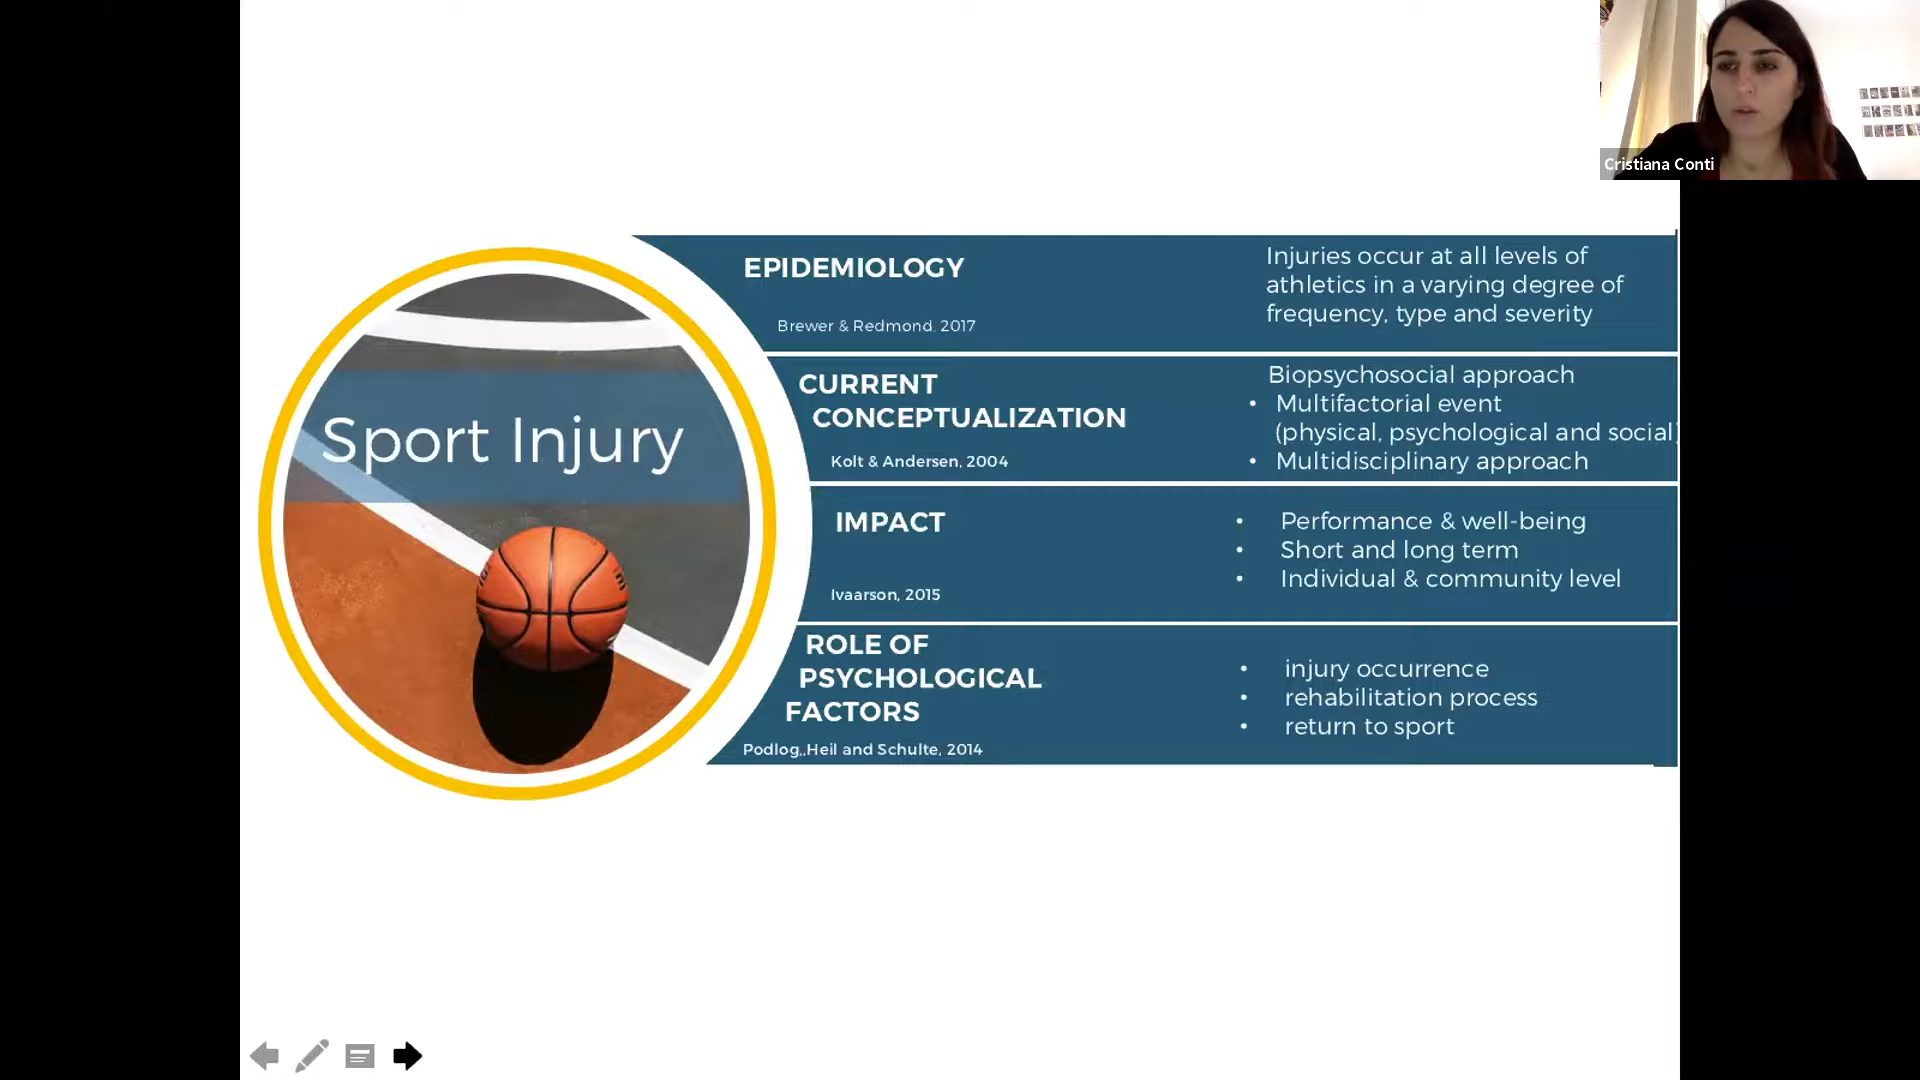 Cristiana Conti
Sport Injury
EPIDEMIOLOGY
Brewer & Redmond. 2017
Injuries occur at all levels of
athletics in a varying degree of
frequency, type and severity
CURRENT
CONCEPTUALIZATION
Kolt & Andersen, 2004
Biopsychosocial approach
• Multifactorial event
(physical, psychological and social)
• Multidisciplinary approach
IMPACT
Ivaarson, 2015
• Performance & well-being
• Short and long term
• Individual & community level
ROLE OF
PSYCHOLOGICAL
FACTORS
Podlog,,Heil and Schulte, 2014
• injury occurrence
• rehabilitation process
• return to sport